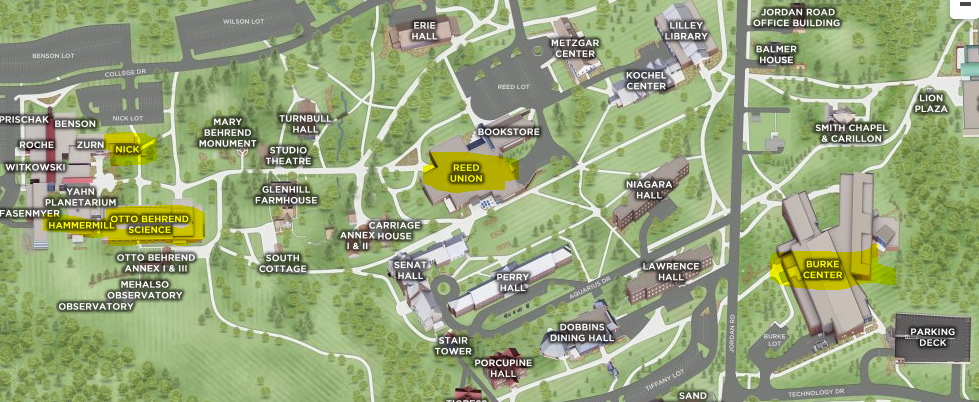 WILSON LOT
BENSON LOT
COLLEGE DR
ERIE
HALL
METZGAR
CENTER
LILLEY
LIBRARY
JORDAN ROAD
OFFICE BUILDING
BALMER
HOUSE
KOCHEL
CENTER
REED LOT
LION
PLAZA
PRISCHAK
BENSON
NICK LOT
MARY
BEHREND
MONUMENT
TURNBULL
HALL
BOOKSTORE
SMITH CHAPEL
& CARILLON
ROCHE
ZURN
NICK
STUDIO
THEATRE
WITKOWSKI
REED
UNION
YAHN
PLANETARIUM
GLENHILL
FARMHOUSE
NIAGARA
HALL
FASENMYER
HAMMERMILL
OTTO BEHREND
SCIENCE
CARRIAGE
HOUSE
ANNEX
I & II
OTTO BEHREND
ANNEX I & III
SOUTH
COTTAGE
SENAT
HALL
PERRY
HALL
LAWRENCE
HALL
BURKE
CENTER
MEHALSO
OBSERVATORY
OBSERVATORY
AQUARIUS DR
DOBBINS
DINING HALL
JORDAN RD
BURKE
LOT
PARKING
DECK
STAIR
TOWER
PORCUPINE
HALL
TIFFANY LOT
TECHNOLOGY DR
SAND